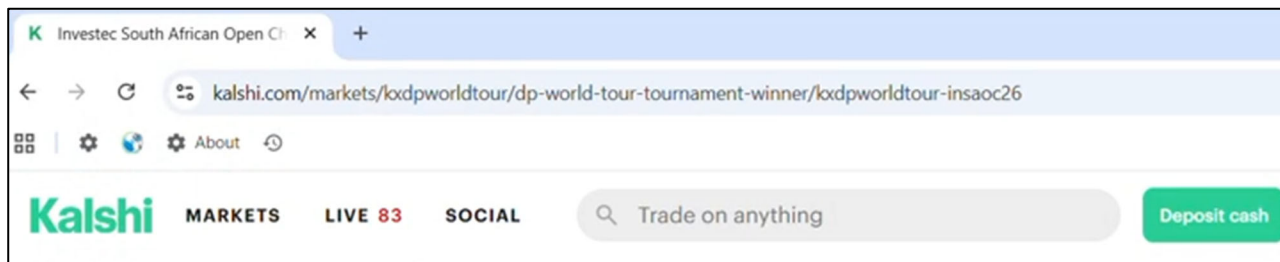 K Investec South African Open Ch
kalshi.com/markets/kxdpworldtour/dp-world-tour-tournament-winner/kxdpworldtour-insaoc26
About
Kalshi MARKETS LIVE 83 SOCIAL Trade on anything Deposit cash